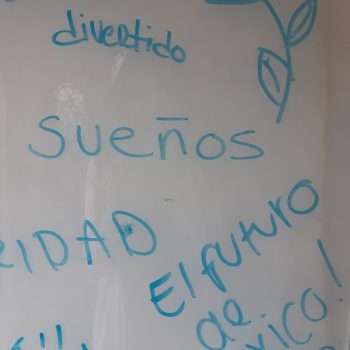 divertido
sueños
RIDAD
El futuro
de
xico!